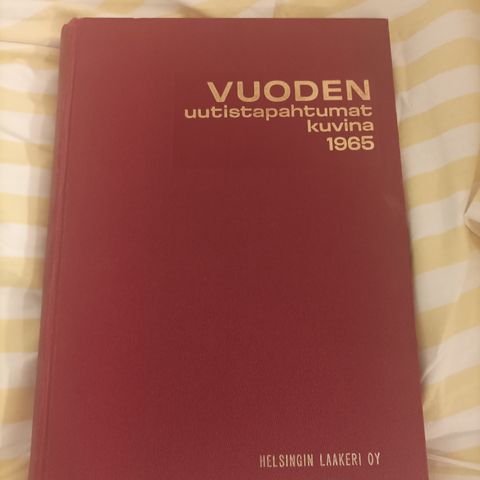 VUODEN
uutistapahtumat
kuvina
1965
HELSINGIN LAAKERI OY